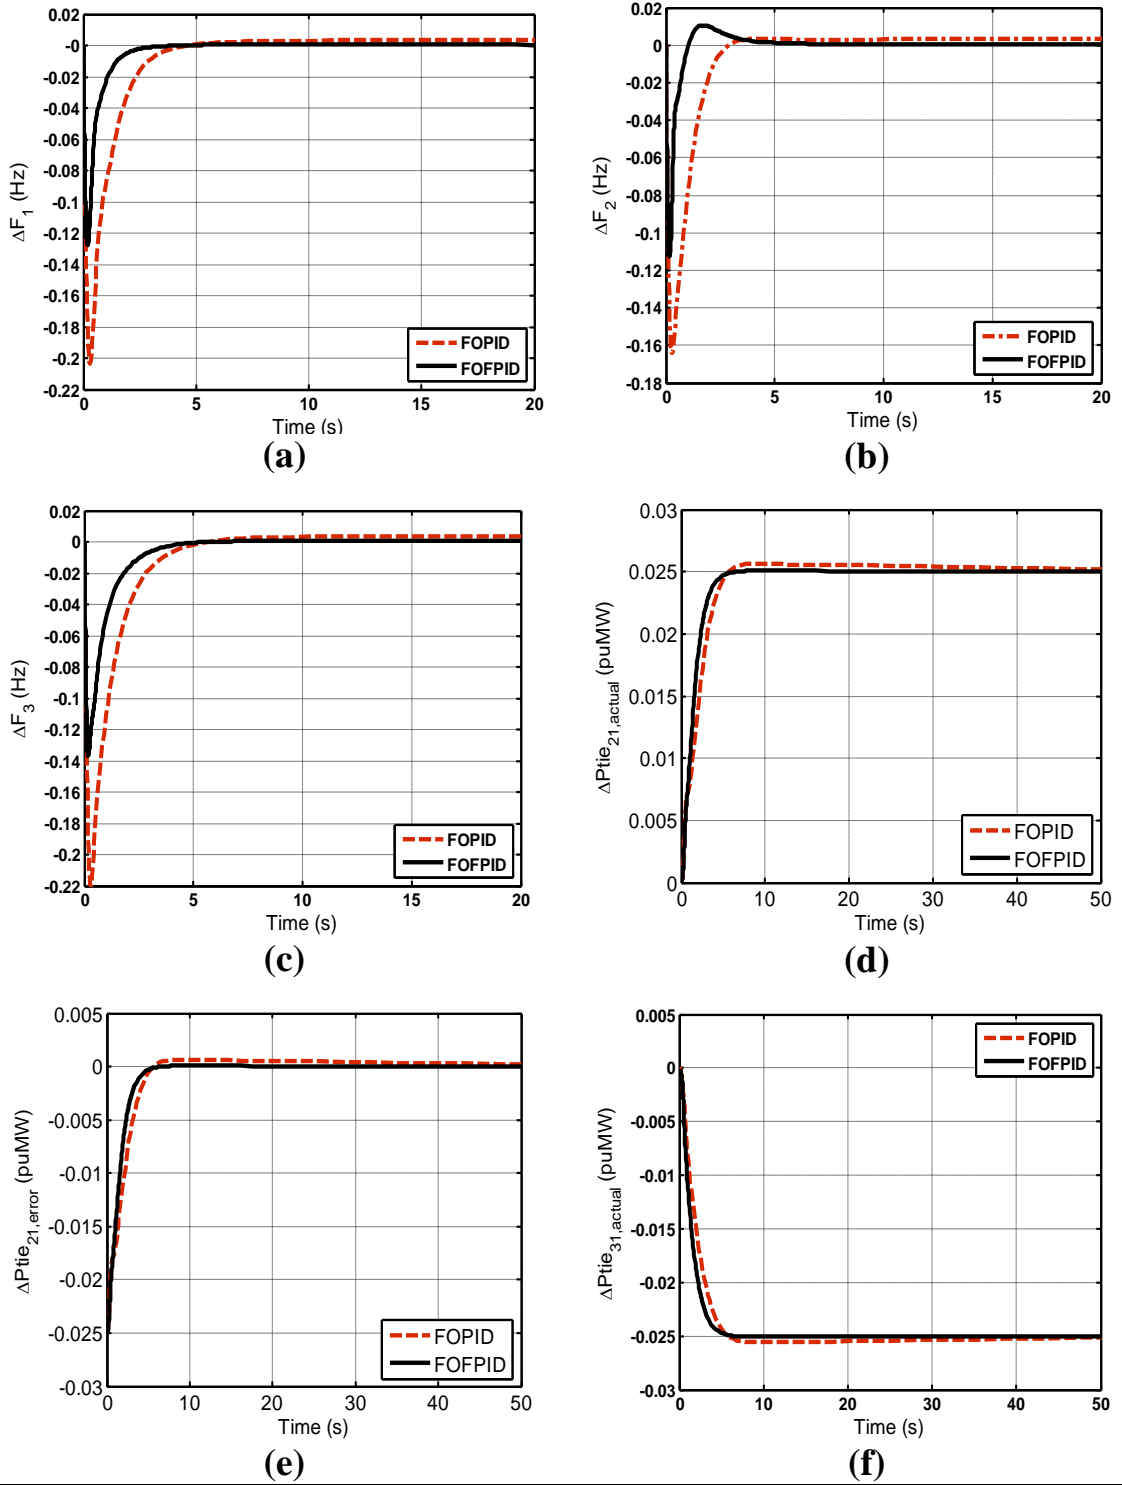 0.02
-0
-0.02
-0.04
-0.06
-0.08
-0.1
-0.12
-0.14
-0.16
-0.18
-0.2
-0.22
ΔF1 (Hz)
FOPID
FOFPID
0 5 10 15 20
Time (s)
(a)
0.02
0
-0.02
-0.04
-0.06
-0.08
-0.1
-0.12
-0.14
-0.16
-0.18
ΔF2 (Hz)
FOPID
FOFPID
0 5 10 15 20
Time (s)
(b)
0.02
0
-0.02
-0.04
-0.06
-0.08
-0.1
-0.12
-0.14
-0.16
-0.18
-0.2
-0.22
ΔF3 (Hz)
FOPID
FOFPID
0 5 10 15 20
Time (s)
(c)
0.03
0.025
0.02
0.015
0.01
0.005
0
ΔPtie21,actual (puMW)
FOPID
FOFPID
0 10 20 30 40 50
Time (s)
(d)
0.005
0
-0.005
-0.01
-0.015
-0.02
-0.025
-0.03
ΔPtie21,error (puMW)
FOPID
FOFPID
0 10 20 30 40 50
Time (s)
(e)
0.005
0
-0.005
-0.01
-0.015
-0.02
-0.025
-0.03
ΔPtie31,actual (puMW)
FOPID
FOFPID
0 10 20 30 40 50
Time (s)
(f)